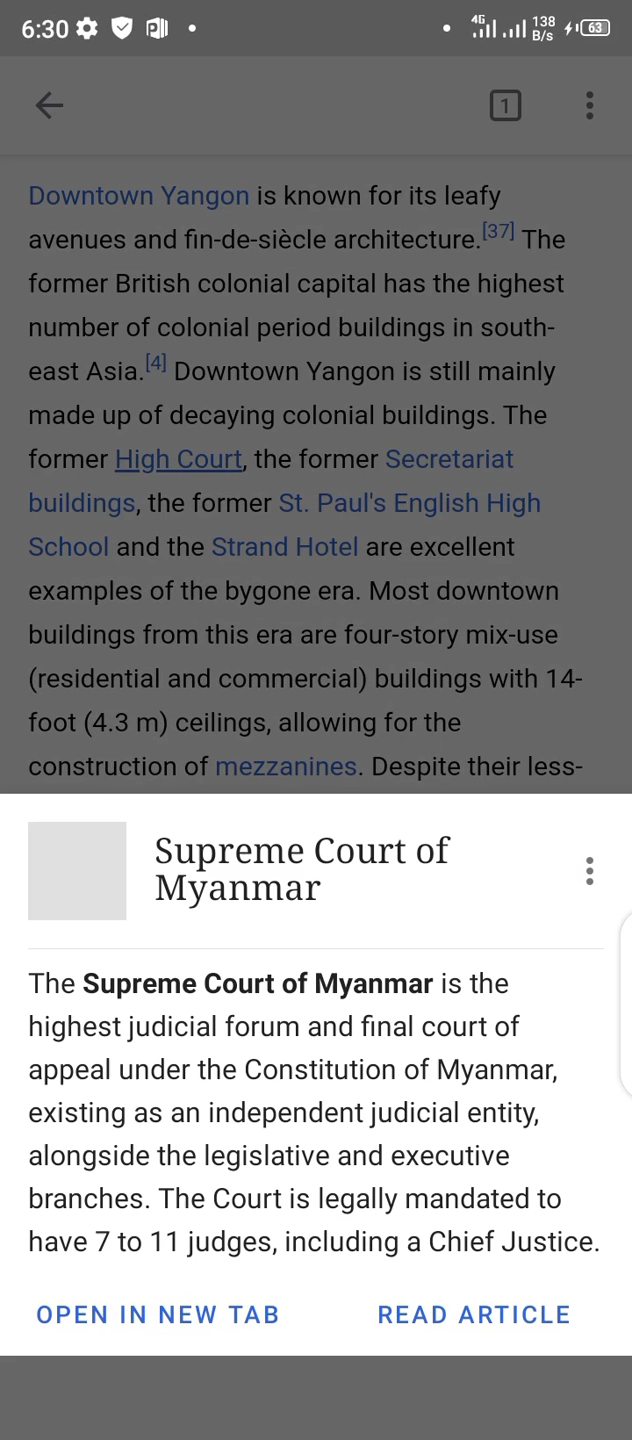 6:30 4G 138 B/s 63
1
Downtown Yangon is known for its leafy
avenues and fin-de-siècle architecture.[37] The
former British colonial capital has the highest
number of colonial period buildings in south-
east Asia.[4] Downtown Yangon is still mainly
made up of decaying colonial buildings. The
former High Court, the former Secretariat
buildings, the former St. Paul's English High
School and the Strand Hotel are excellent
examples of the bygone era. Most downtown
buildings from this era are four-story mix-use
(residential and commercial) buildings with 14-
foot (4.3 m) ceilings, allowing for the
construction of mezzanines. Despite their less-
Supreme Court of
Myanmar
The Supreme Court of Myanmar is the
highest judicial forum and final court of
appeal under the Constitution of Myanmar,
existing as an independent judicial entity,
alongside the legislative and executive
branches. The Court is legally mandated to
have 7 to 11 judges, including a Chief Justice.
OPEN IN NEW TAB READ ARTICLE